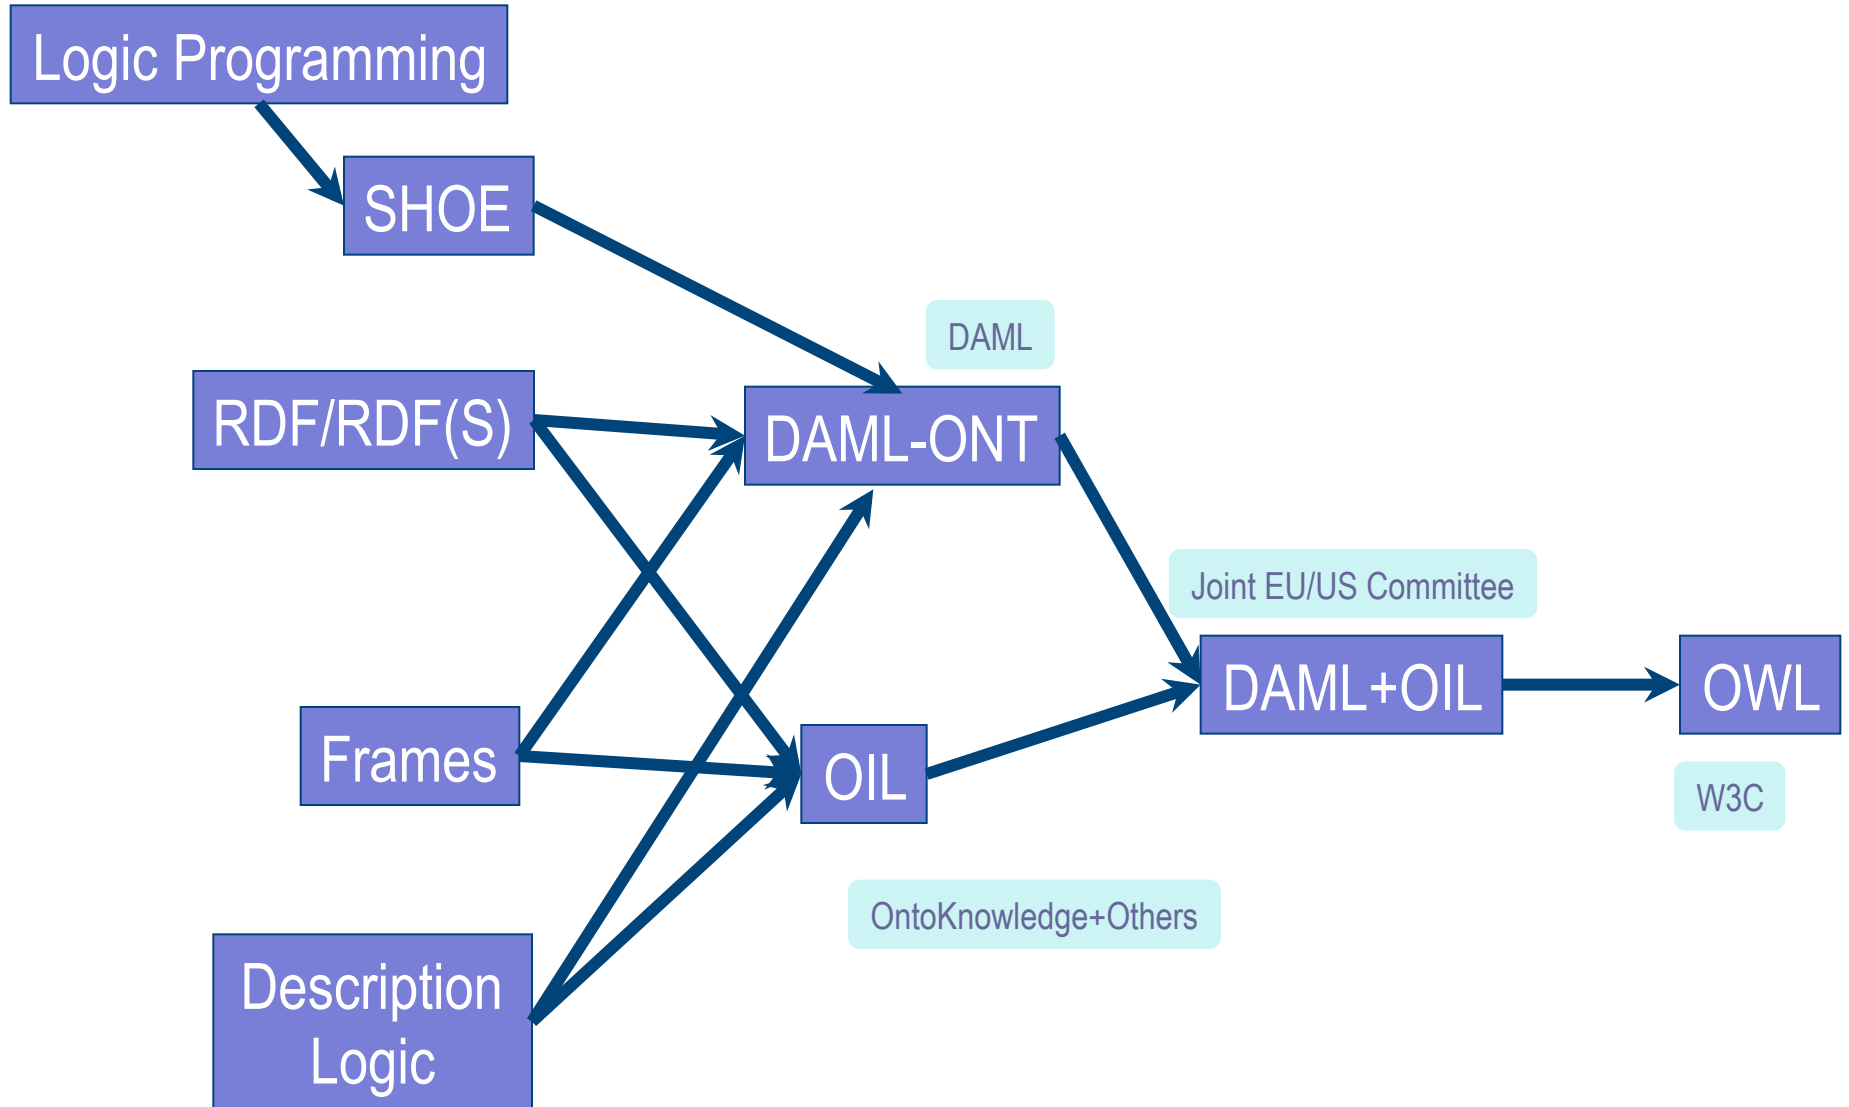 Logic Programming
SHOE
DAML
RDF/RDF(S)
DAML-ONT
Joint EU/US Committee
DAML+OIL
OWL
Frames
OIL
W3C
OntoKnowledge+Others
Description
Logic